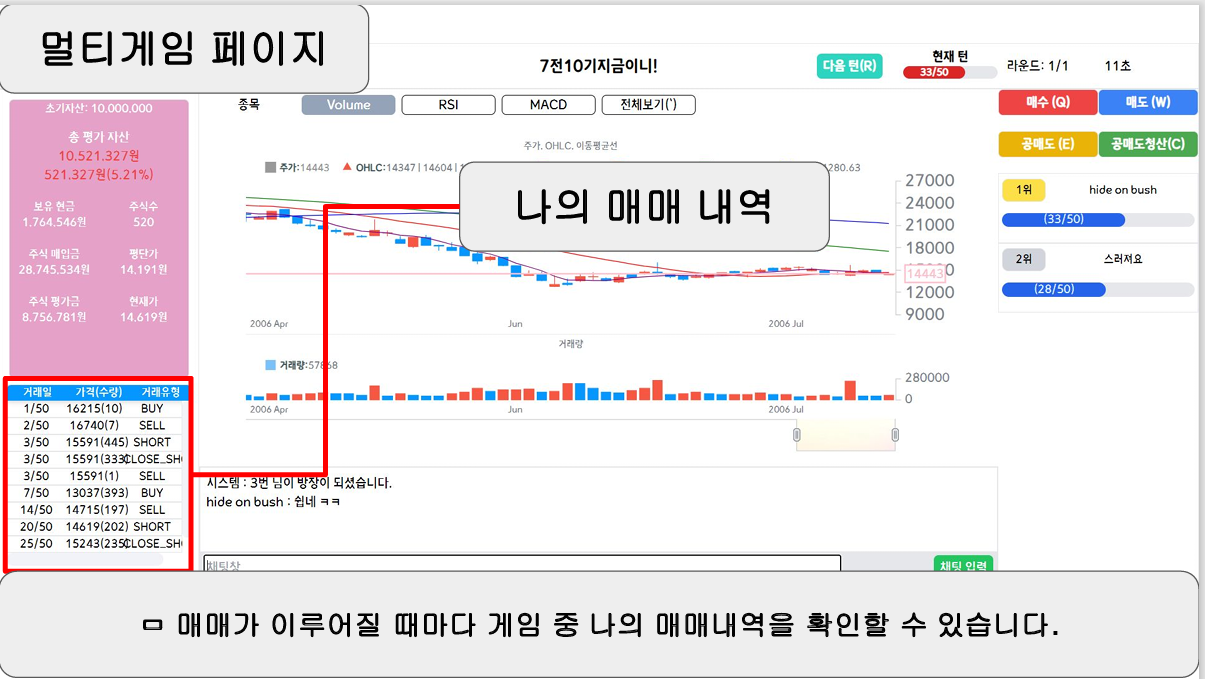 멀티게임 페이지
7전10기지금이니!
다음 턴(R)
현재 턴
33/50
라운드: 1/1
11초
초기자산: 10,000,000
총 평가 자산
10,521,327원
521,327원(5.21%)
보유 현금 주식수
1,764,546원 520
주식 매입금 평단가
28,745,534원 14,191원
주식 평가금 현재가
8,756,781원 14,619원
종목
Volume
RSI
MACD
전체보기(`)
매수 (Q)
매도 (W)
공매도 (E)
공매도청산(C)
주가, OHLC, 이동평균선
주가:14443
OHLC:14347 | 14604 |
1280.63
나의 매매 내역
27000
24000
21000
18000
14443
12000
9000
2006 Apr
Jun
2006 Jul
거래량
거래량:57868
280000
0
2006 Apr
Jun
2006 Jul
1위
hide on bush
(33/50)
2위
스러져요
(28/50)
거래일 가격(수량) 거래유형
1/50 16215(10) BUY
2/50 16740(7) SELL
3/50 15591(445) SHORT
3/50 15591(333) CLOSE_SH
3/50 15591(1) SELL
7/50 13037(393) BUY
14/50 14715(197) SELL
20/50 14619(202) SHORT
25/50 15243(235) CLOSE_SH
시스템 : 3번 님이 방장이 되셨습니다.
hide on bush : 쉽네 ㅋㅋ
채팅창
채팅 입력
ㅁ 매매가 이루어질 때마다 게임 중 나의 매매내역을 확인할 수 있습니다.